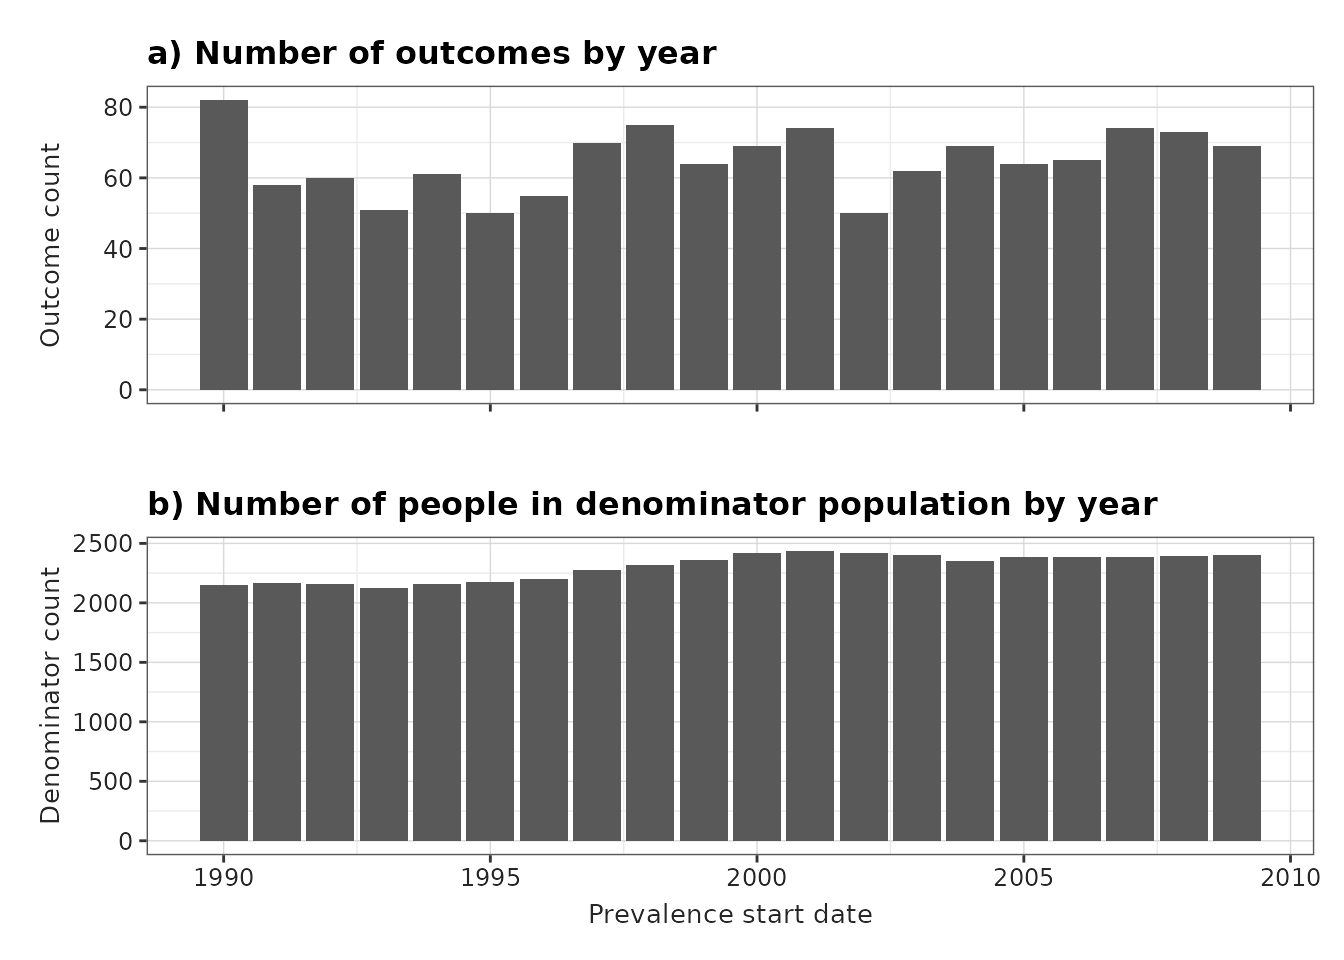 a) Number of outcomes by year
80
60
40
20
0
Outcome count
b) Number of people in denominator population by year
2500
2000
1500
1000
500
0
Denominator count
1990 1995 2000 2005 2010
Prevalence start date